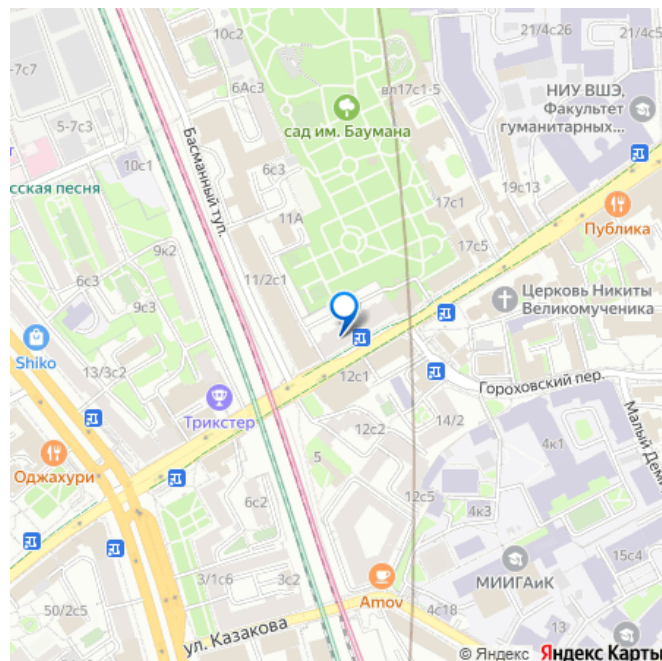 10с2
21/4с26
21/4с5
-7с7
6Ас3
вл17с1-5
НИУ ВШЭ,
Факультет
гуманитарных...
сад им. Баумана
5-7с3
Басманный туп.
т
10с1
6с3
сская песня
19с13
17с1
Публика
11А
17с5
9к2
11/2с1
6с3
Церковь Никиты
Великомученика
9с3
Shiko
13/3с2
12с1
Гороховский пер.
Трикстер
Малый Деми
14/2
12с2
4к1
Оджахури
5
12с5
6с2
4к3
МИИГАиК
15с4
3/1с6
3с2
Amov
4с18
50/2с5
ул. Казакова
© Яндекс Яндекс Карты